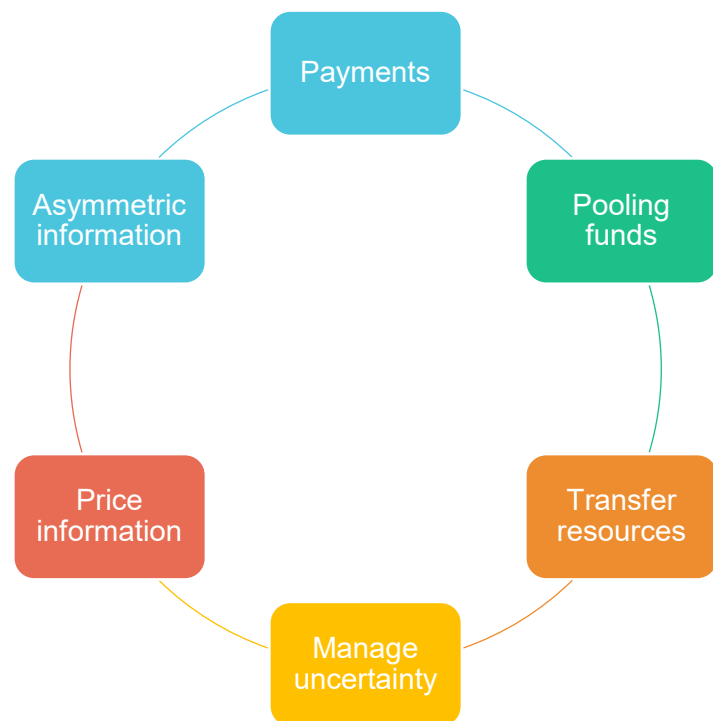 Payments
Pooling
funds
Transfer
resources
Manage
uncertainty
Price
information
Asymmetric
information